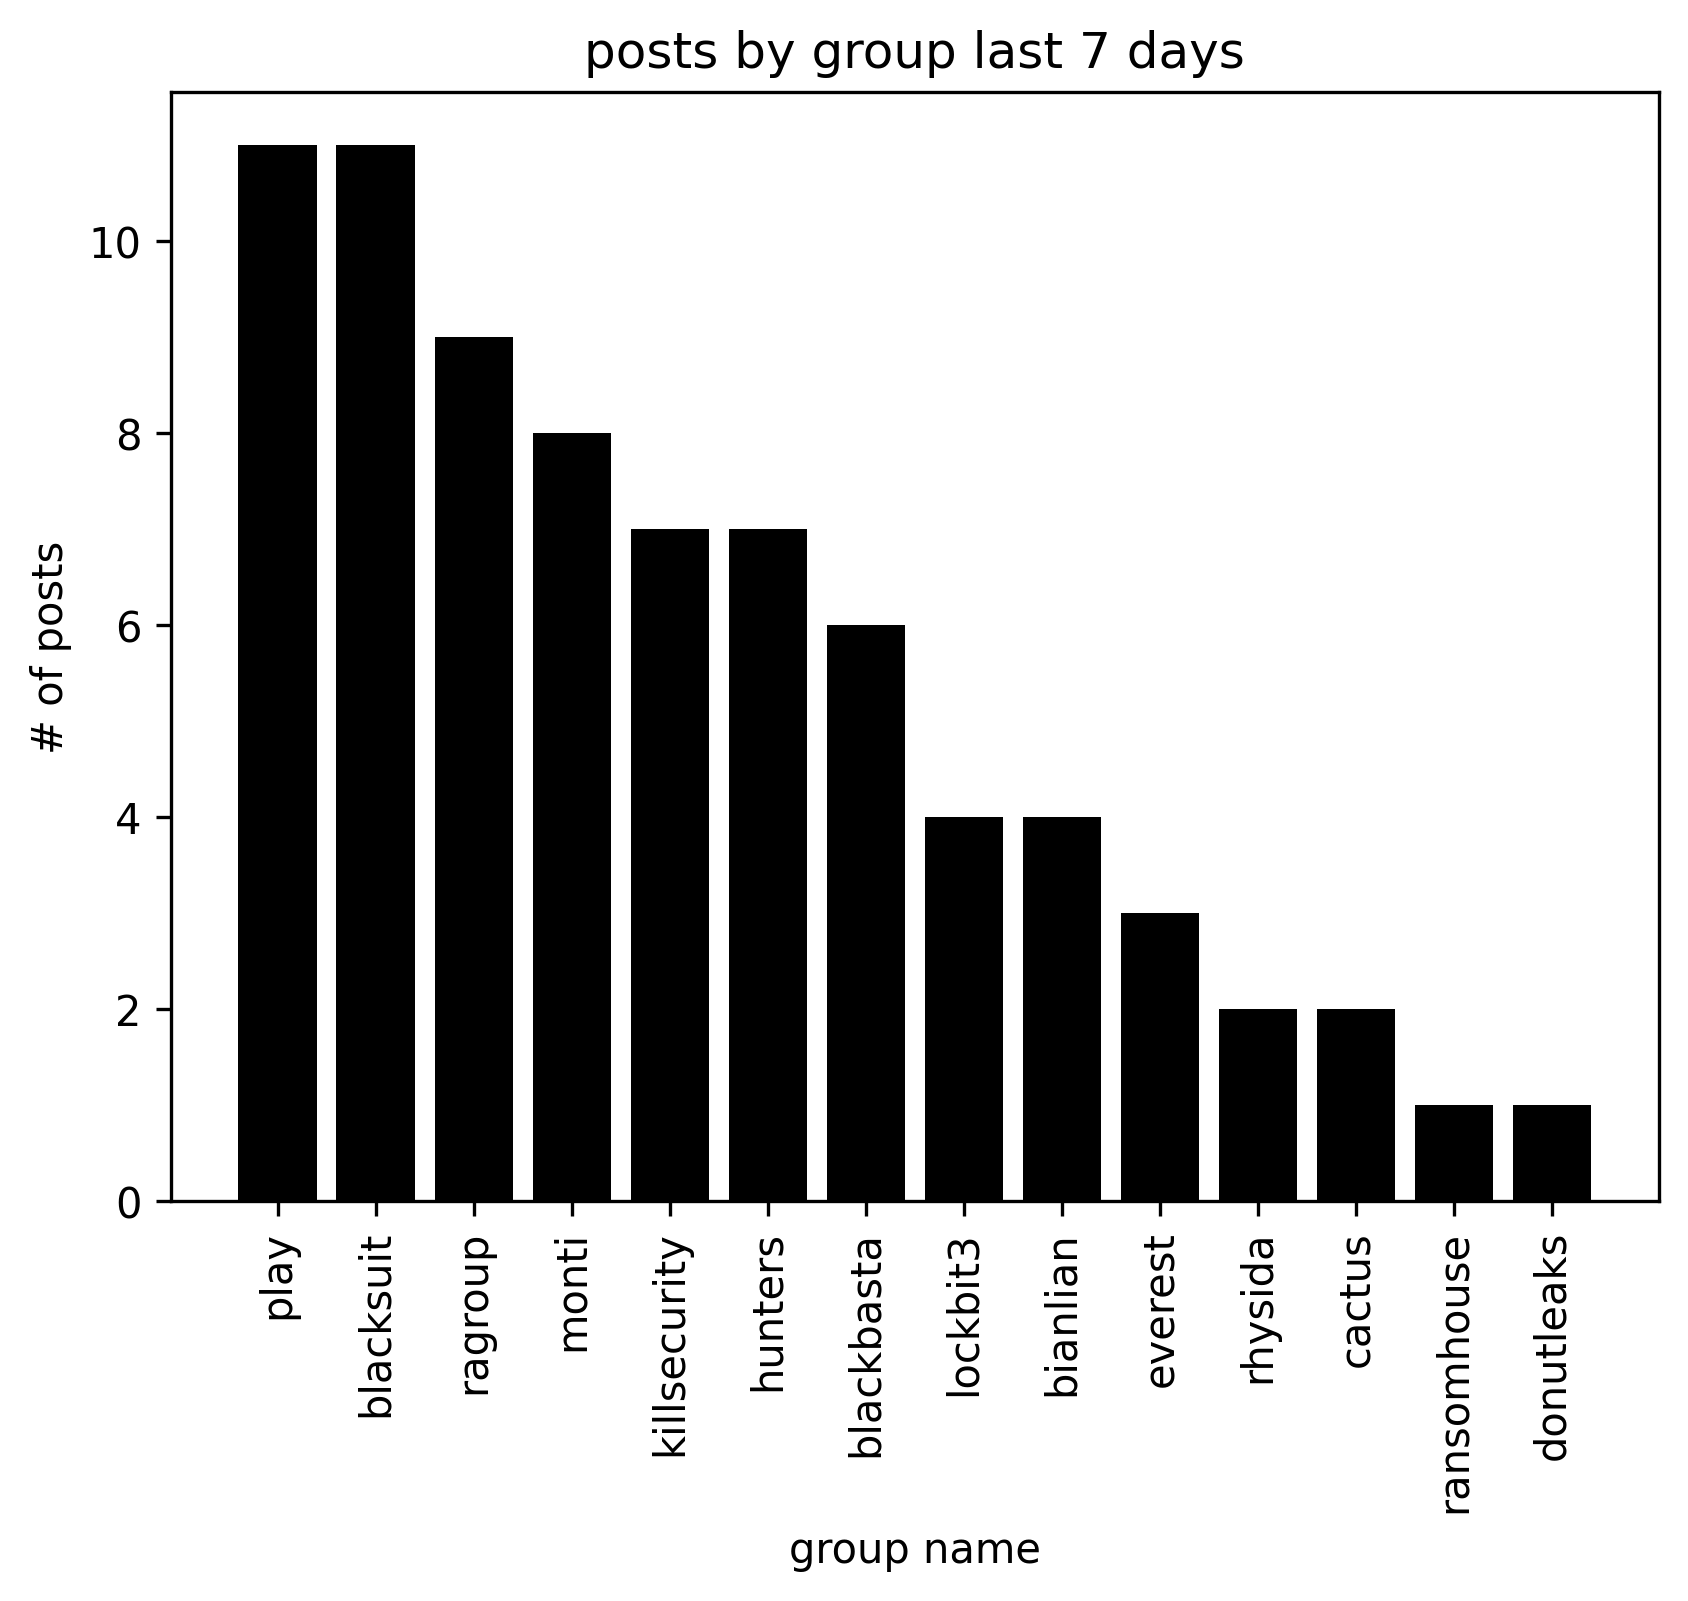 posts by group last 7 days
10
8
6
4
2
0
# of posts
play
blacksuit
ragroup
monti
killsecurity
hunters
blackbasta
lockbit3
bianlian
everest
rhysida
cactus
ransomhouse
donutleaks
group name